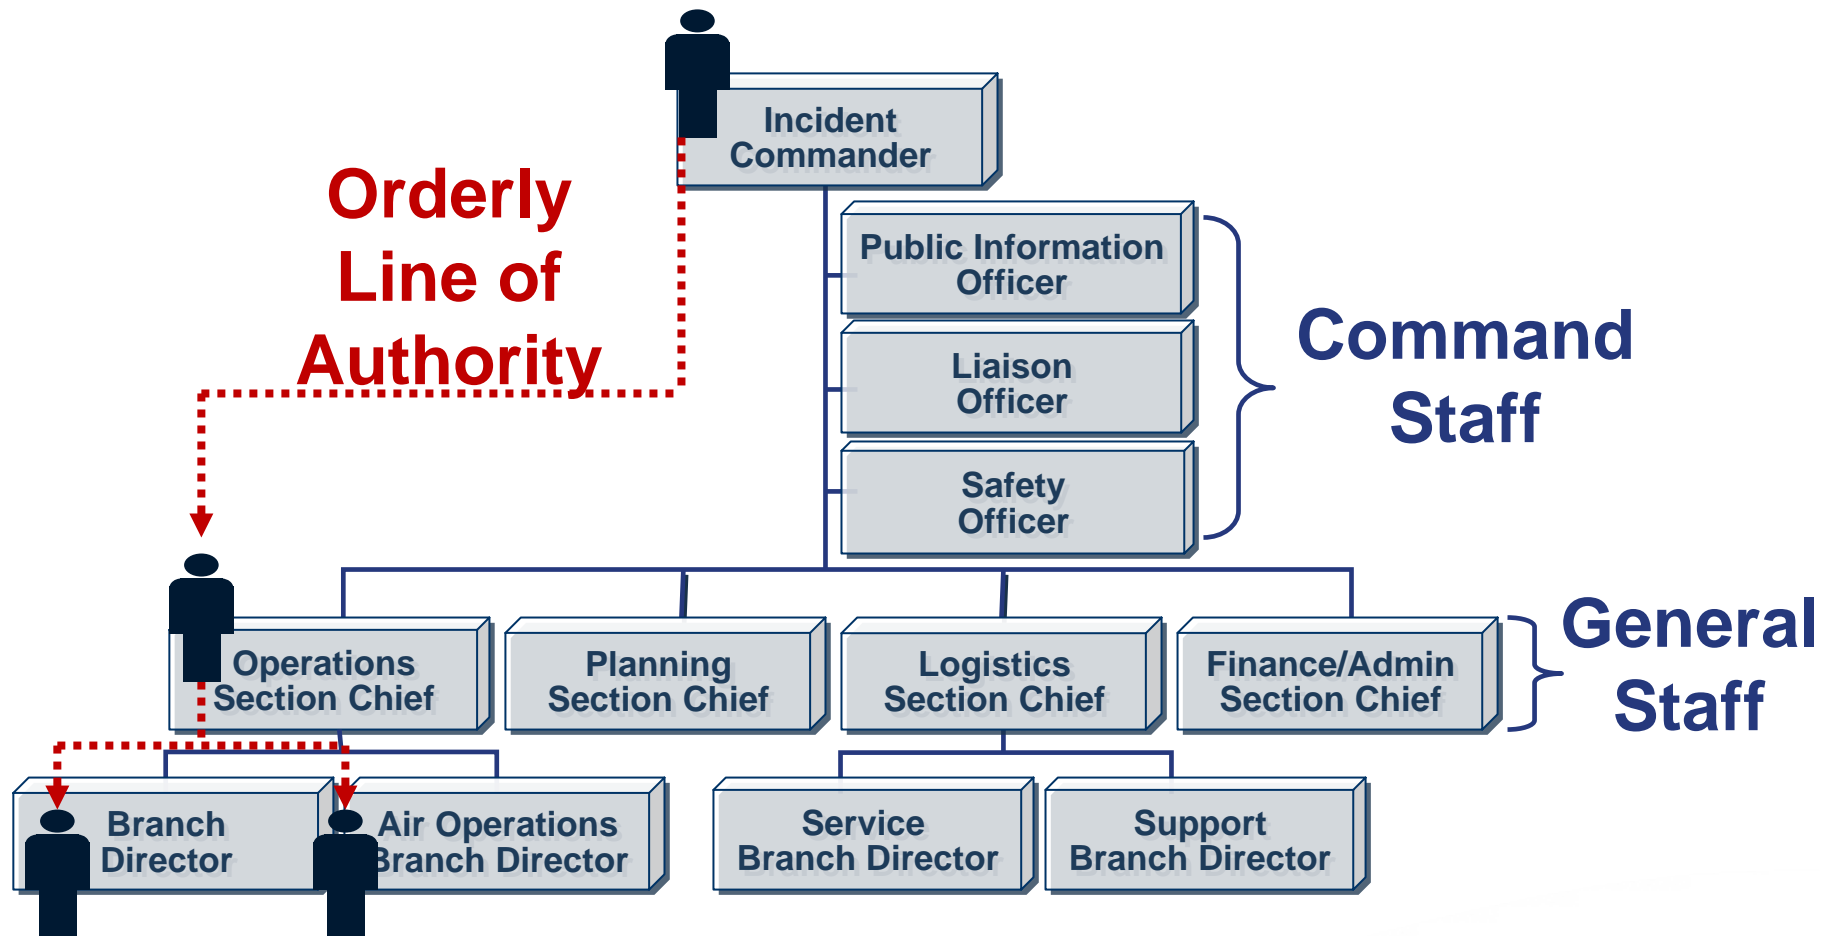 Incident
Commander
Orderly
Line of
Authority
Public Information
Officer
Liaison
Officer
Safety
Officer
Command
Staff
Operations
Section Chief
Planning
Section Chief
Logistics
Section Chief
Finance/Admin
Section Chief
General
Staff
Branch
Director
Air Operations
Branch Director
Service
Branch Director
Support
Branch Director